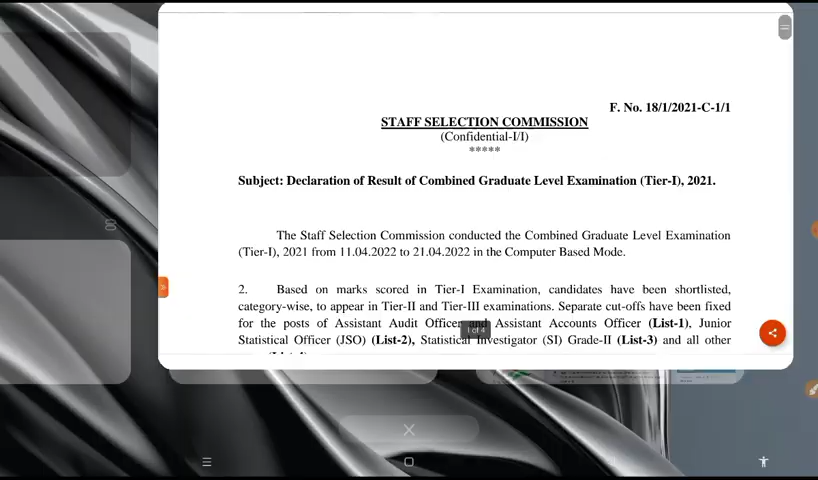 F. No. 18/1/2021-C-1/1
STAFF SELECTION COMMISSION
(Confidential-I/I)
*****
Subject: Declaration of Result of Combined Graduate Level Examination (Tier-I), 2021.
The Staff Selection Commission conducted the Combined Graduate Level Examination
(Tier-I), 2021 from 11.04.2022 to 21.04.2022 in the Computer Based Mode.
2. Based on marks scored in Tier-I Examination, candidates have been shortlisted,
category-wise, to appear in Tier-II and Tier-III examinations. Separate cut-offs have been fixed
for the posts of Assistant Audit Officer and Assistant Accounts Officer (List-1), Junior
1 of 4
Statistical Officer (JSO) (List-2), Statistical Investigator (SI) Grade-II (List-3) and all other